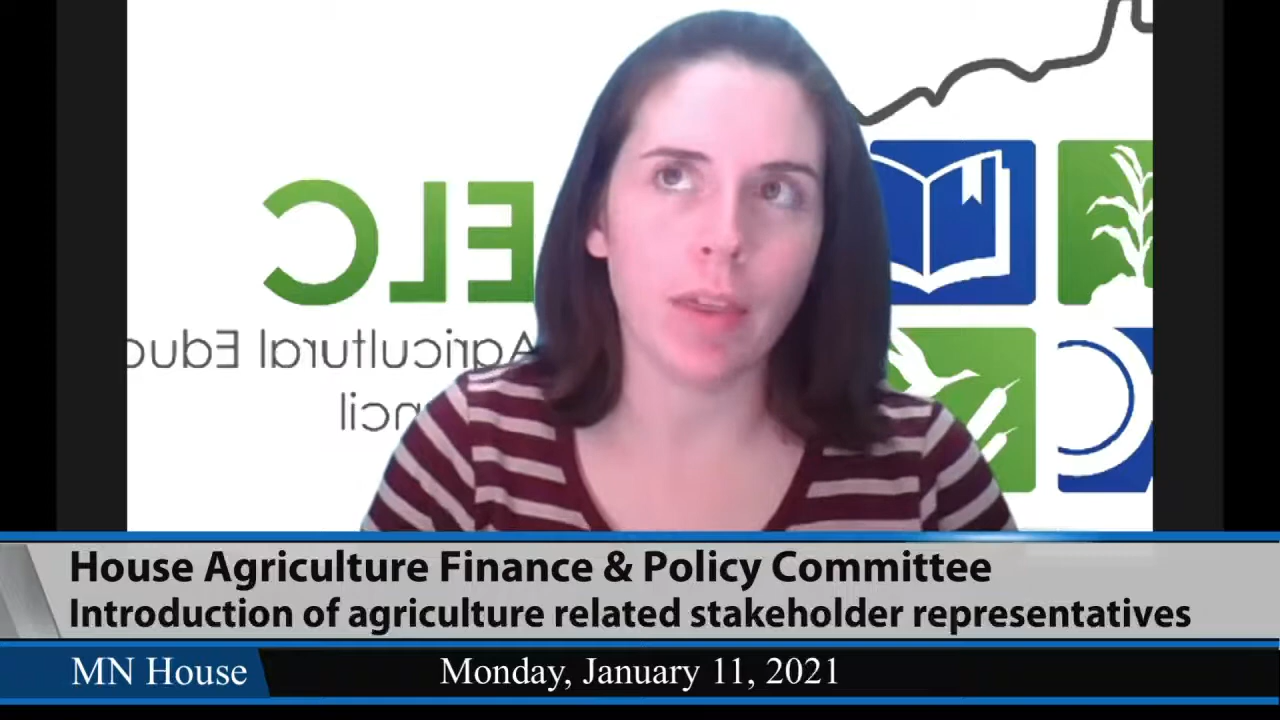 ELC
Agricultural Educ
ncil
House Agriculture Finance & Policy Committee
Introduction of agriculture related stakeholder representatives
MN House
Monday, January 11, 2021